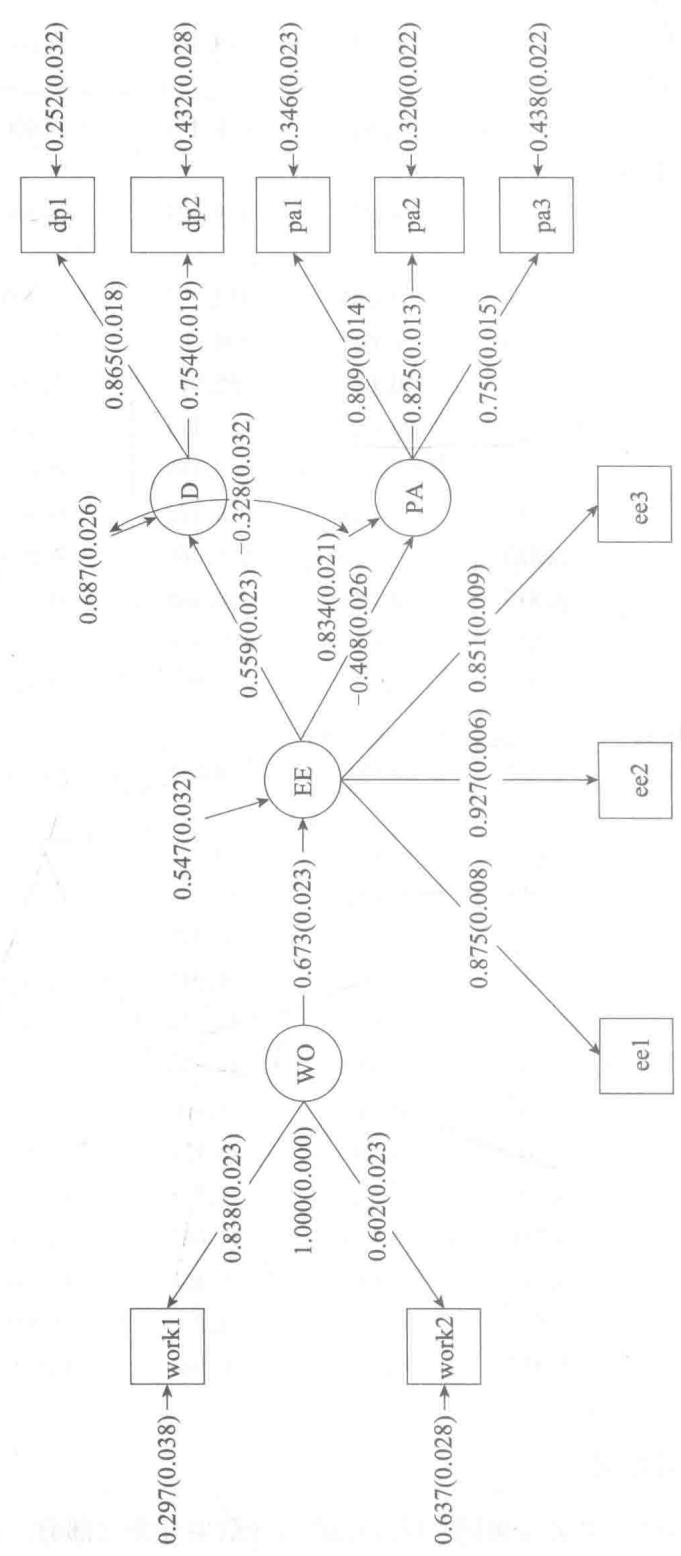 0.297(0.038)
work1
0.838(0.023)
1.000(0.000)
0.602(0.023)
0.637(0.028)
work2
WO
0.673(0.023)
0.547(0.032)
EE
0.875(0.008)
0.927(0.006)
0.851(0.009)
ee1
ee2
ee3
0.559(0.023)
0.834(0.021)
−0.408(0.026)
0.687(0.026)
D
−0.328(0.032)
PA
0.865(0.018)
0.754(0.019)
0.809(0.014)
0.825(0.013)
0.750(0.015)
dp1
0.252(0.032)
dp2
0.432(0.028)
pa1
0.346(0.023)
pa2
0.320(0.022)
pa3
0.438(0.022)